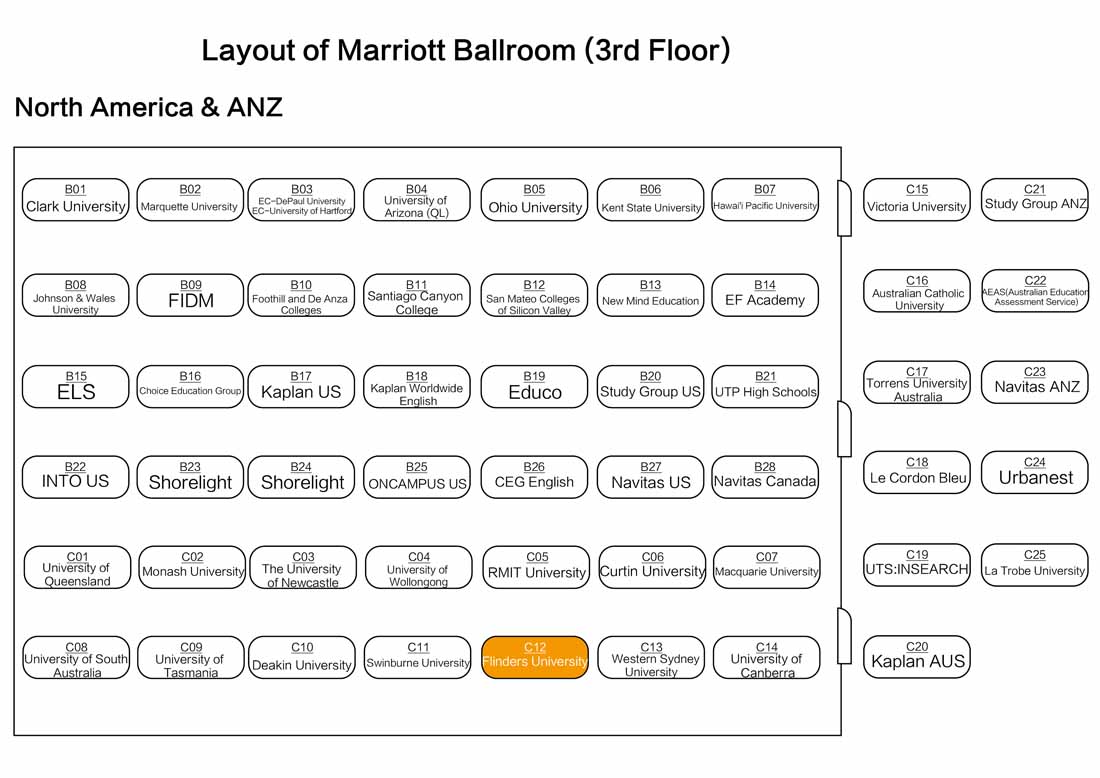 Layout of Marriott Ballroom (3rd Floor)
North America & ANZ
B01
Clark University
B02
Marquette University
B03
EC-DePaul University
EC-University of Hartford
B04
University of
Arizona (QL)
B05
Ohio University
B06
Kent State University
B07
Hawai'i Pacific University
C15
Victoria University
C21
Study Group ANZ
B08
Johnson & Wales
University
B09
FIDM
B10
Foothill and De Anza
Colleges
B11
Santiago Canyon
College
B12
San Mateo Colleges
of Silicon Valley
B13
New Mind Education
B14
EF Academy
C16
Australian Catholic
University
C22
AEAS(Australian Education
Assessment Service)
B15
ELS
B16
Choice Education Group
B17
Kaplan US
B18
Kaplan Worldwide
English
B19
Educo
B20
Study Group US
B21
UTP High Schools
C17
Torrens University
Australia
C23
Navitas ANZ
B22
INTO US
B23
Shorelight
B24
Shorelight
B25
ONCAMPUS US
B26
CEG English
B27
Navitas US
B28
Navitas Canada
C18
Le Cordon Bleu
C24
Urbanest
C01
University of
Queensland
C02
Monash University
C03
The University
of Newcastle
C04
University of
Wollongong
C05
RMIT University
C06
Curtin University
C07
Macquarie University
C19
UTS:INSEARCH
C25
La Trobe University
C08
University of South
Australia
C09
University of
Tasmania
C10
Deakin University
C11
Swinburne University
C12
Flinders University
C13
Western Sydney
University
C14
University of
Canberra
C20
Kaplan AUS